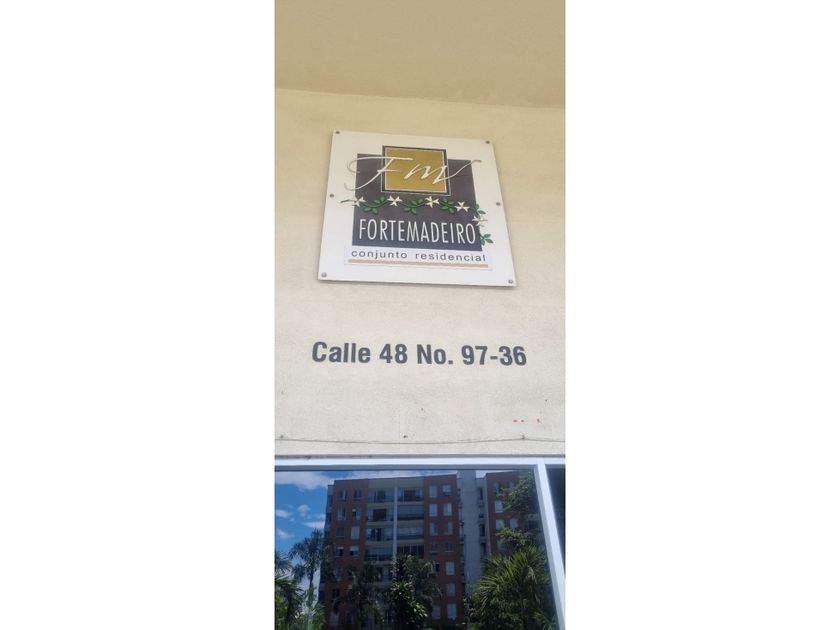 FM
FORTEMADEIRO
conjunto residencial
Calle 48 No. 97-36